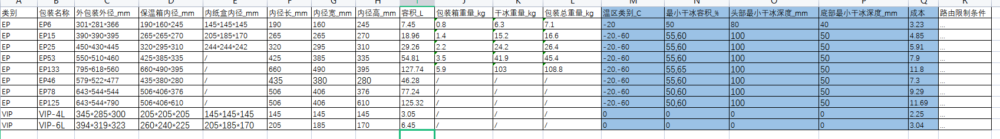 A B C D E F G H I J K L M N O P Q R
类别 包装名称 外包装外径_mm 保温箱内径_mm 内纸盒内径_mm 内径长_mm 内径宽_mm 内径高_mm 容积_L 包装箱重量_kg 干冰重量_kg 包装总重量_kg 温区类别_C 最小干冰容积_% 头部最小干冰深度_mm 底部最小干冰深度_mm 成本 路由限制条件
EP EP6 301*281*366 190*160*245 145*145*145 190 160 245 7.45 0.8 6.3 7.1 -20 50 80 40 3.23 ...
EP EP15 390*390*395 265*265*270 205*185*170 265 265 270 18.96 1.4 15.2 16.6 -20.-60 55,60 100 50 4.85 ...
EP EP25 450*430*445 320*295*310 244*244*242 320 295 310 29.26 2.2 24.2 26.4 -20.-60 55,60 100 50 5.91 ...
EP EP53 550*510*460 425*385*335 / 425 385 335 54.81 3.5 41.9 45.4 -20.-60 55,60 100 50 7.9 ...
EP EP133 795*618*560 660*490*395 / 660 490 395 127.74 5.9 103 108.8 -20.-60 55,65 100 50 11.8 ...
EP EP46 579*522*477 435*380*280 / 435 380 280 46.28 / / / -20.-60 55,60 100 50 7.3 ...
EP EP78 643*544*544 506*406*376 / 506 406 376 77.24 / / / -20.-60 50,60 100 50 9.29 ...
EP EP125 643*544*790 506*406*610 / 506 406 610 125.32 / / / -20.-60 50,60 100 50 11.69 ...
VIP VIP-4L 345*285*300 205*205*205 145*145*145 145 145 145 3.05 / / / 0 0 0 0 2.25 ...
VIP VIP-6L 394*319*323 260*240*225 205*185*170 205 185 170 6.45 / / / 0 0 0 0 3.04 ...